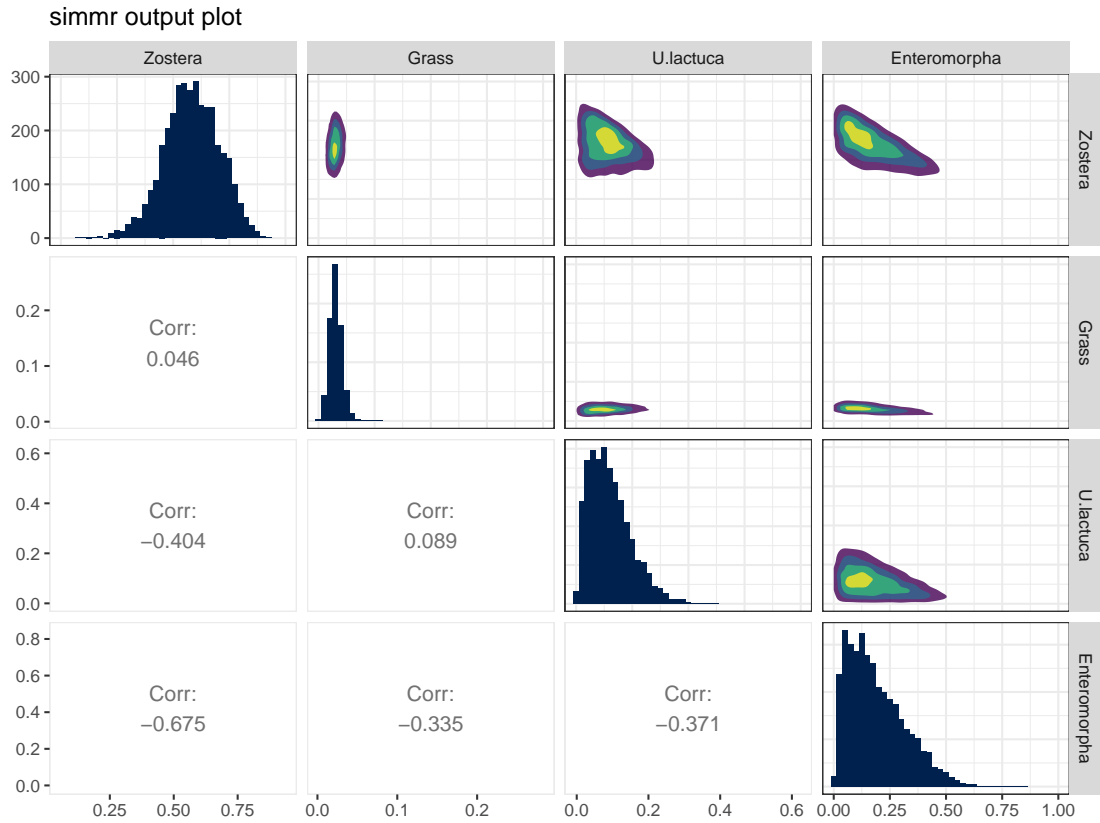 simmr output plot
Zostera
Grass
U.lactuca
Enteromorpha
300
200
100
0
Zostera
0.2
0.1
0.0
Corr:
0.046
Grass
0.6
0.4
0.2
0.0
Corr:
−0.404
Corr:
0.089
U.lactuca
0.8
0.6
0.4
0.2
0.0
Corr:
−0.675
Corr:
−0.335
Corr:
−0.371
Enteromorpha
0.25 0.50 0.75
0.0 0.1 0.2
0.0 0.2 0.4 0.6
0.00 0.25 0.50 0.75 1.00